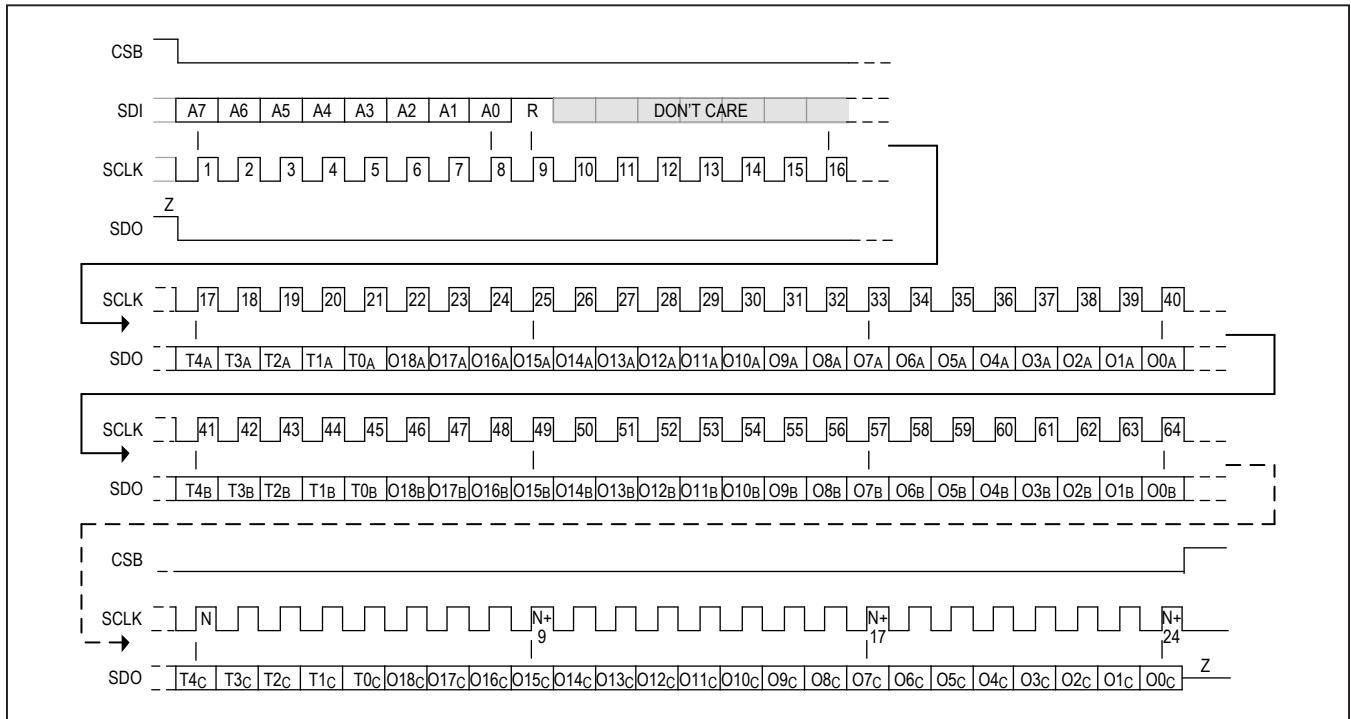 CSB
SDI A7 A6 A5 A4 A3 A2 A1 A0 R DON'T CARE
SCLK 1 2 3 4 5 6 7 8 9 10 11 12 13 14 15 16
Z
SDO
SCLK 17 18 19 20 21 22 23 24 25 26 27 28 29 30 31 32 33 34 35 36 37 38 39 40
SDO T4A T3A T2A T1A T0A O18A O17A O16A O15A O14A O13A O12A O11A O10A O9A O8A O7A O6A O5A O4A O3A O2A O1A O0A
SCLK 41 42 43 44 45 46 47 48 49 50 51 52 53 54 55 56 57 58 59 60 61 62 63 64
SDO T4B T3B T2B T1B T0B O18B O17B O16B O15B O14B O13B O12B O11B O10B O9B O8B O7B O6B O5B O4B O3B O2B O1B O0B
CSB
SCLK N N+ N+ N+
9 17 24
SDO T4C T3C T2C T1C T0C O18C O17C O16C O15C O14C O13C O12C O11C O10C O9C O8C O7C O6C O5C O4C O3C O2C O1C O0C Z